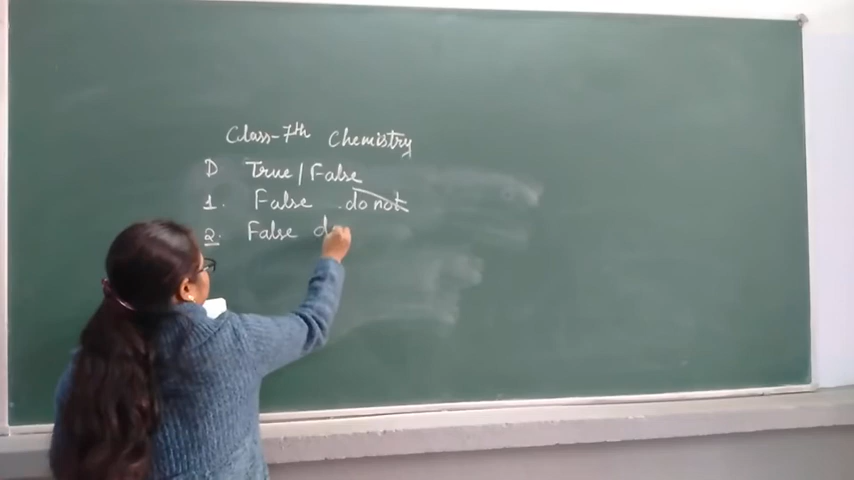 Class-7th Chemistry
D True/False
1. False .do not
2. False d